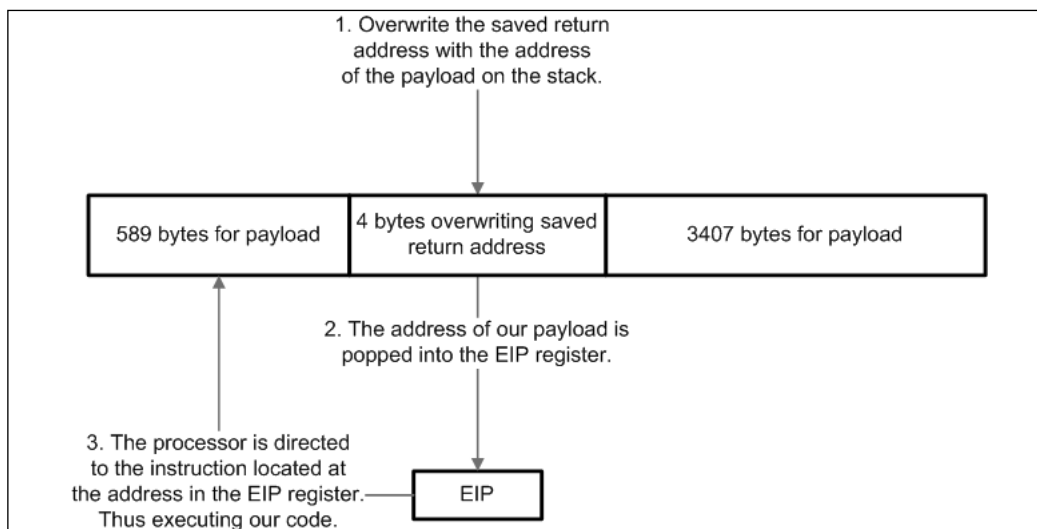 1. Overwrite the saved return
address with the address
of the payload on the stack.
589 bytes for payload
4 bytes overwriting saved
return address
3407 bytes for payload
2. The address of our payload is
popped into the EIP register.
3. The processor is directed
to the instruction located at
the address in the EIP register.
Thus executing our code.
EIP